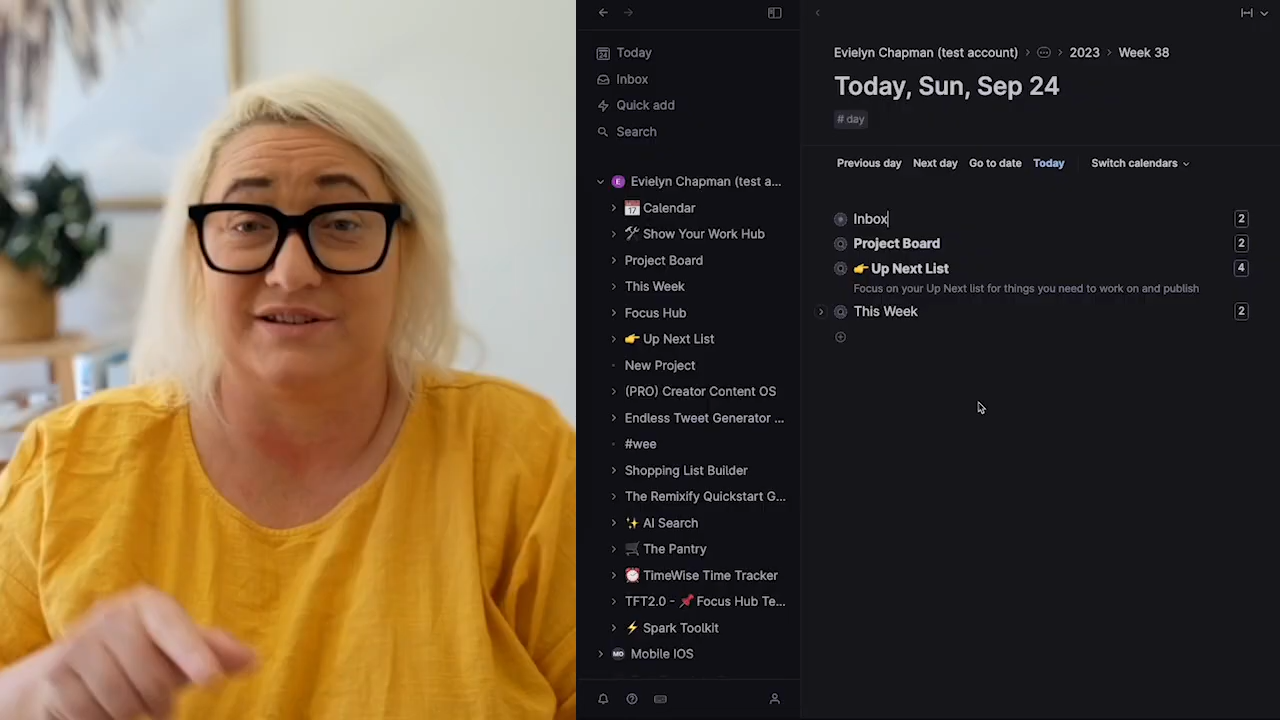 24 Today
Inbox
Quick add
Search
E Evielyn Chapman (test a...
17 Calendar
Show Your Work Hub
Project Board
This Week
Focus Hub
👉 Up Next List
New Project
(PRO) Creator Content OS
Endless Tweet Generator ...
#wee
Shopping List Builder
The Remixify Quickstart G...
✨ AI Search
🛒 The Pantry
⏰ TimeWise Time Tracker
TFT2.0 - 📌 Focus Hub Te...
⚡ Spark Toolkit
MO Mobile IOS
Evielyn Chapman (test account) › ... › 2023 › Week 38
Today, Sun, Sep 24
# day
Previous day Next day Go to date Today Switch calendars
Inbox 2
Project Board 2
👉 Up Next List 4
Focus on your Up Next list for things you need to work on and publish
This Week 2